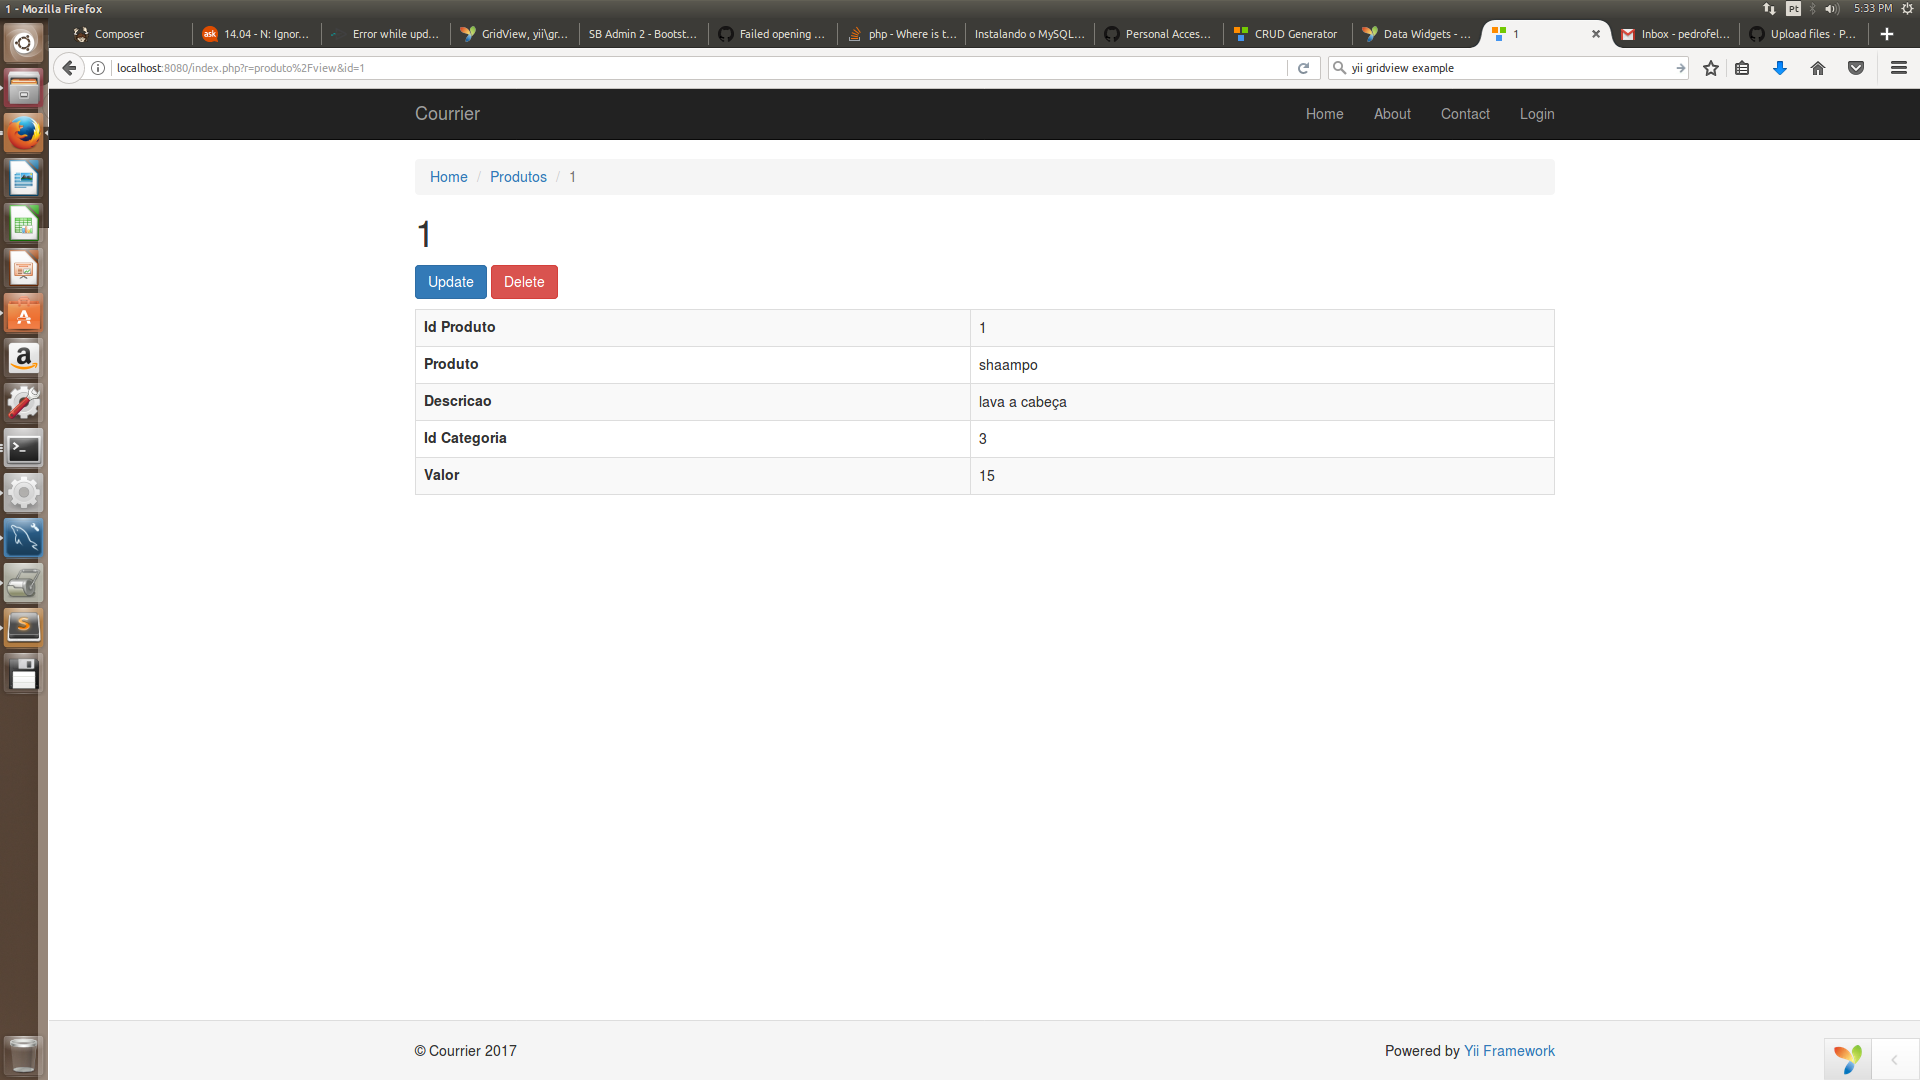 1 - Mozilla Firefox
Pt
5:33 PM
Composer
14.04 - N: Ignor...
Error while upd...
GridView, yii\gr...
SB Admin 2 - Bootst...
Failed opening ...
php - Where is t...
Instalando o MySQL...
Personal Acces...
CRUD Generator
Data Widgets - ...
1
Inbox - pedrofel...
Upload files · P...
localhost:8080/index.php?r=produto%2Fview&id=1
yii gridview example
Courrier
Home
About
Contact
Login
Home / Produtos / 1
1
Update
Delete
Id Produto 1
Produto shaampo
Descricao lava a cabeça
Id Categoria 3
Valor 15
© Courrier 2017
Powered by Yii Framework